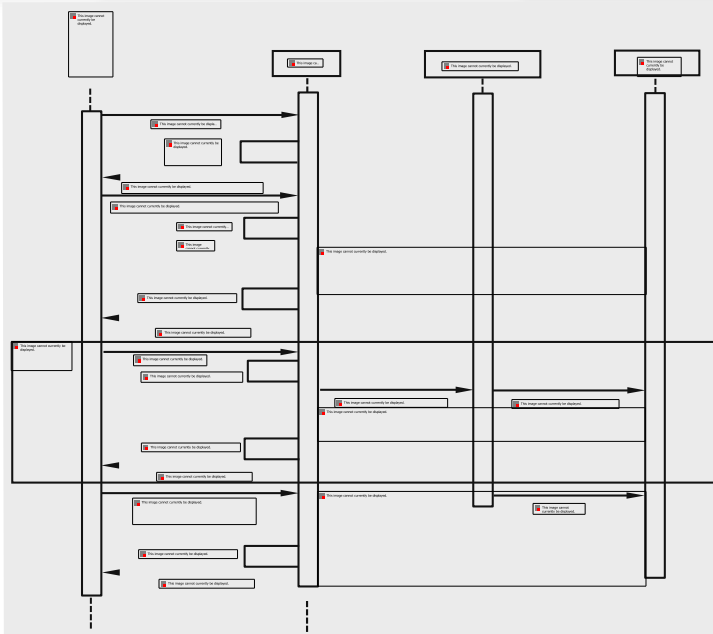 This image cannot
currently be
displayed.
This image ca...
This image cannot currently be displayed.
This image cannot
currently be
displayed.
This image cannot currently be displa...
This image cannot currently be
displayed.
This image cannot currently be displayed.
This image cannot currently be displayed.
This image cannot currently...
This image
cannot currently
This image cannot currently be displayed.
This image cannot currently be displayed.
This image cannot currently be displayed.
This image cannot currently be
displayed.
This image cannot currently be displayed.
This image cannot currently be displayed.
This image cannot currently be displayed.
This image cannot currently be displayed.
This image cannot currently be displayed.
This image cannot currently be displayed.
This image cannot currently be displayed.
This image cannot currently be displayed.
This image cannot currently be displayed.
This image cannot
currently be displayed.
This image cannot currently be displayed.
This image cannot currently be displayed.